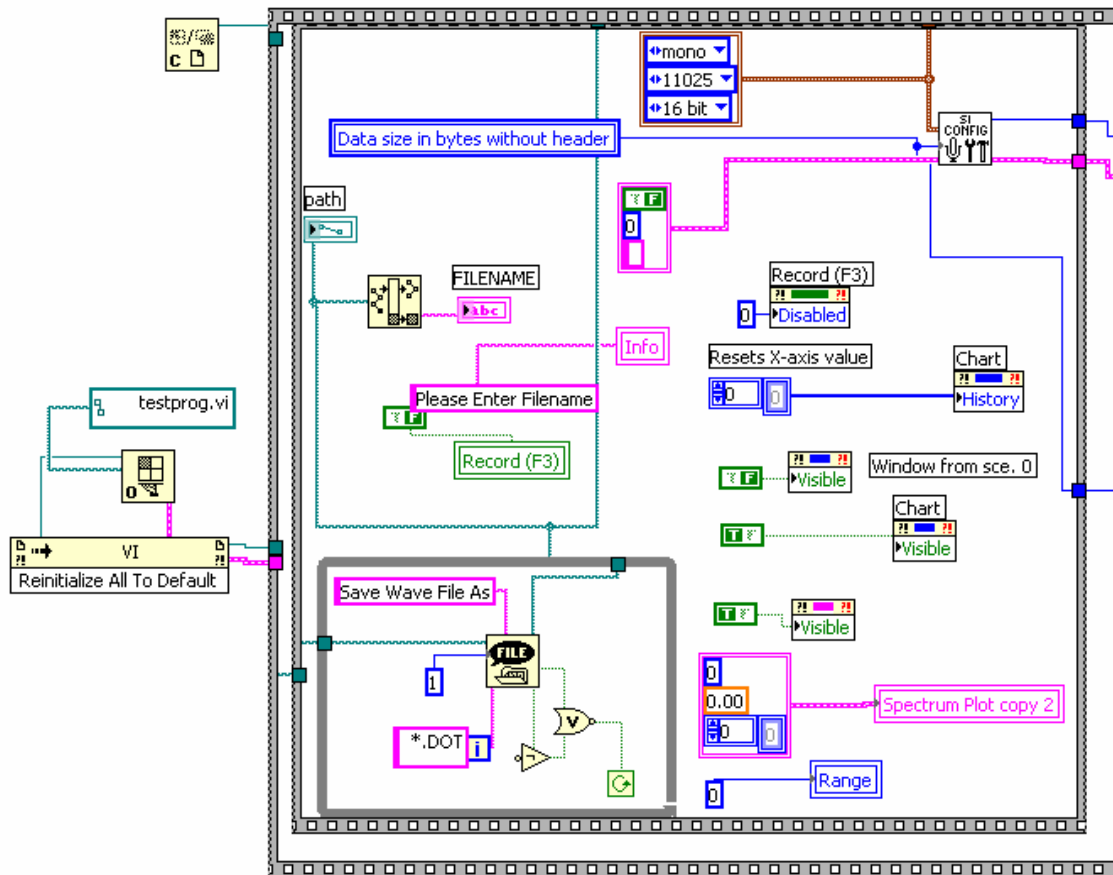 C
mono
11025
16 bit
SI
CONFIG
Data size in bytes without header
path
F
0
FILENAME
abc
Record (F3)
0
Disabled
Info
Resets X-axis value
Chart
0
0
History
Please Enter Filename
F
testprog.vi
Record (F3)
F
Visible
Window from sce. 0
O
Chart
T
Visible
VI
Reinitialize All To Default
Save Wave File As
T
Visible
FILE
1
0
0.00
0
0
Spectrum Plot copy 2
*.DOT
i
V
Range
0